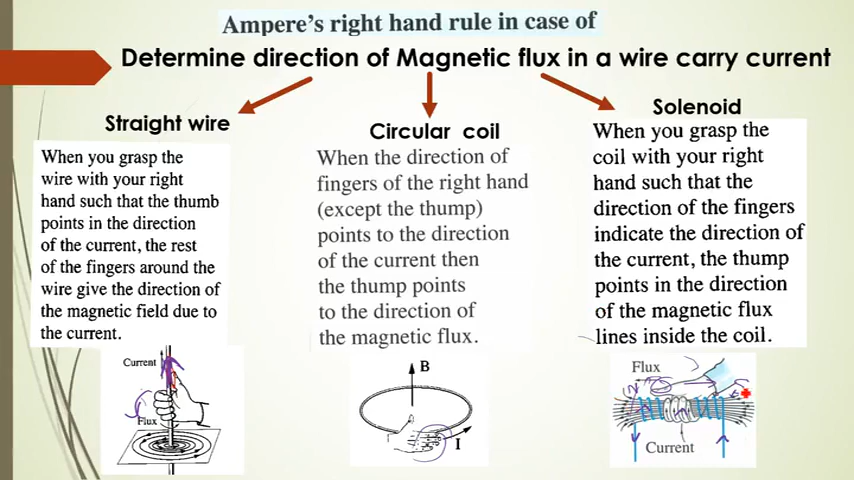 Ampere's right hand rule in case of
Determine direction of Magnetic flux in a wire carry current
Straight wire
When you grasp the
wire with your right
hand such that the thumb
points in the direction
of the current, the rest
of the fingers around the
wire give the direction of
the magnetic field due to
the current.
Current
Flux
Circular coil
When the direction of
fingers of the right hand
(except the thump)
points to the direction
of the current then
the thump points
to the direction of
the magnetic flux.
B
I
Solenoid
When you grasp the
coil with your right
hand such that the
direction of the fingers
indicate the direction of
the current, the thump
points in the direction
of the magnetic flux
lines inside the coil.
Flux
N
Current